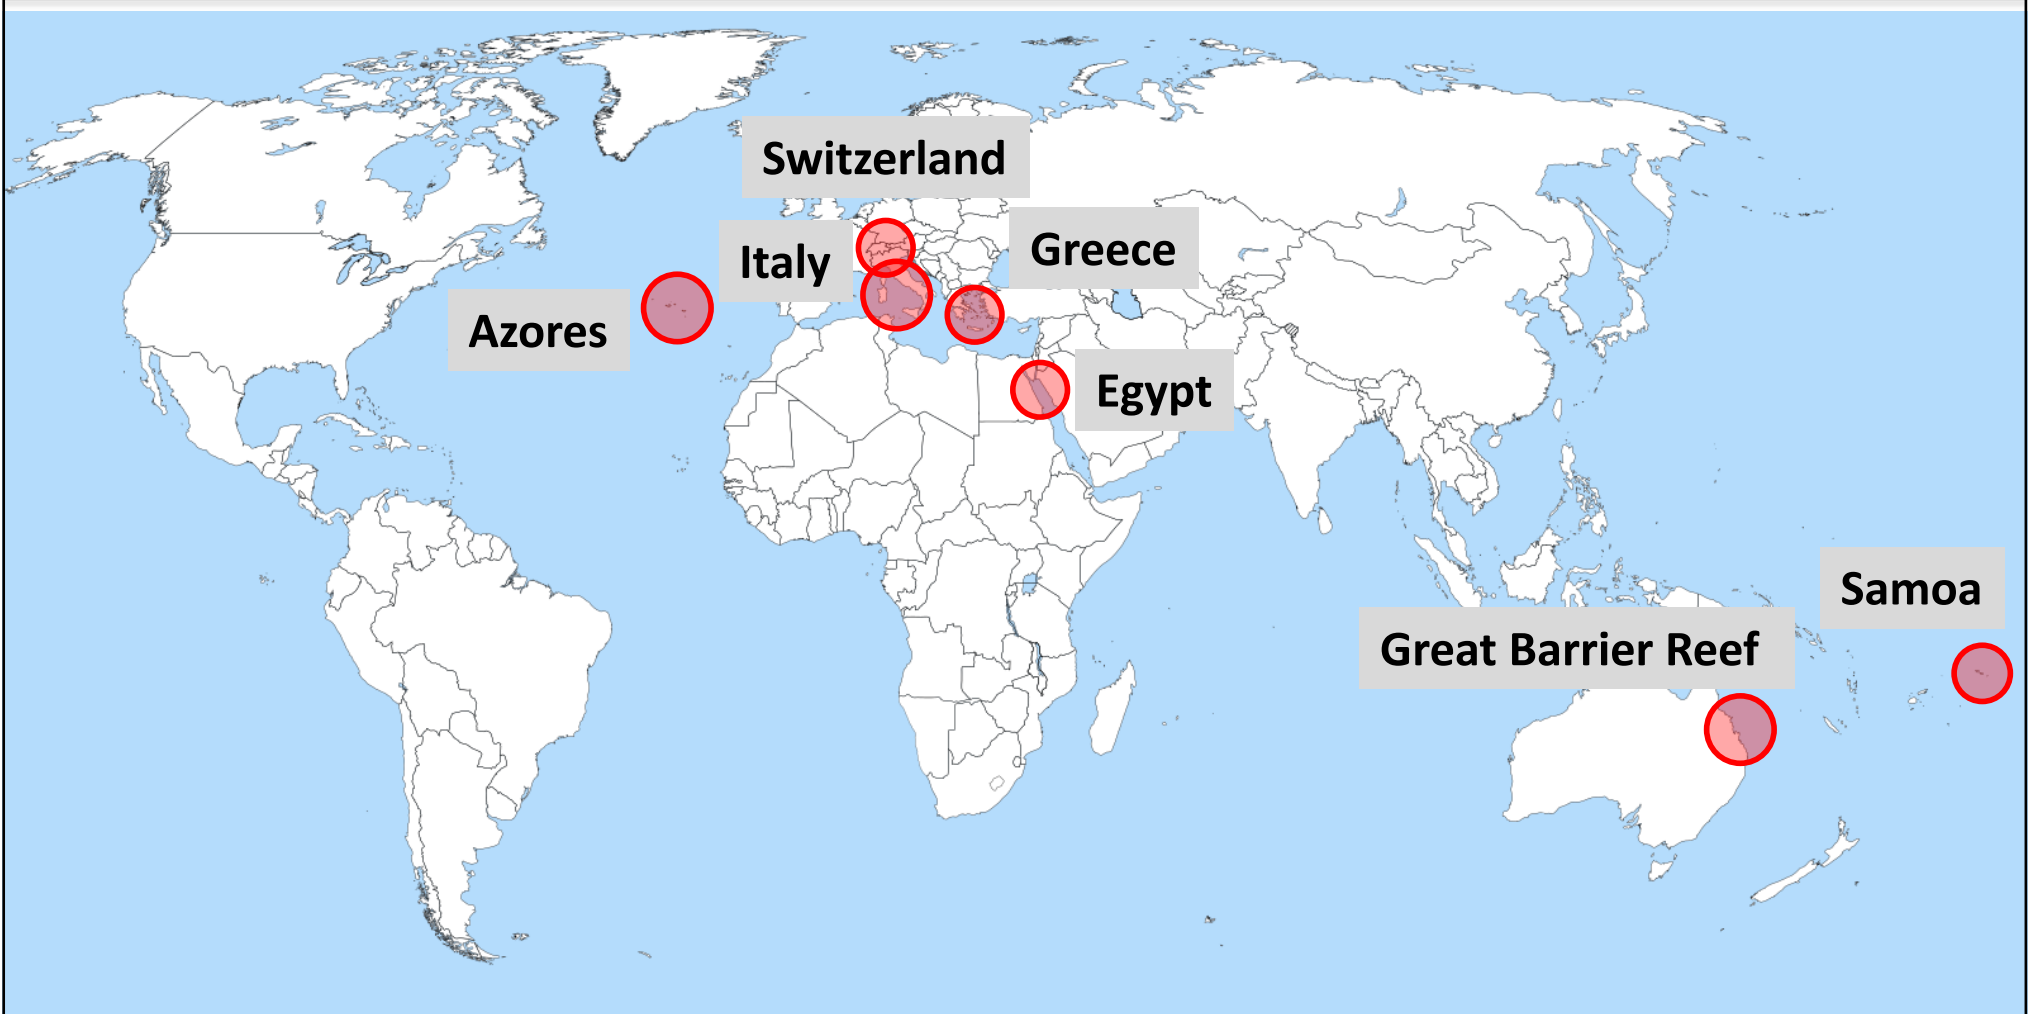 Switzerland
Italy
Greece
Azores
Egypt
Samoa
Great Barrier Reef